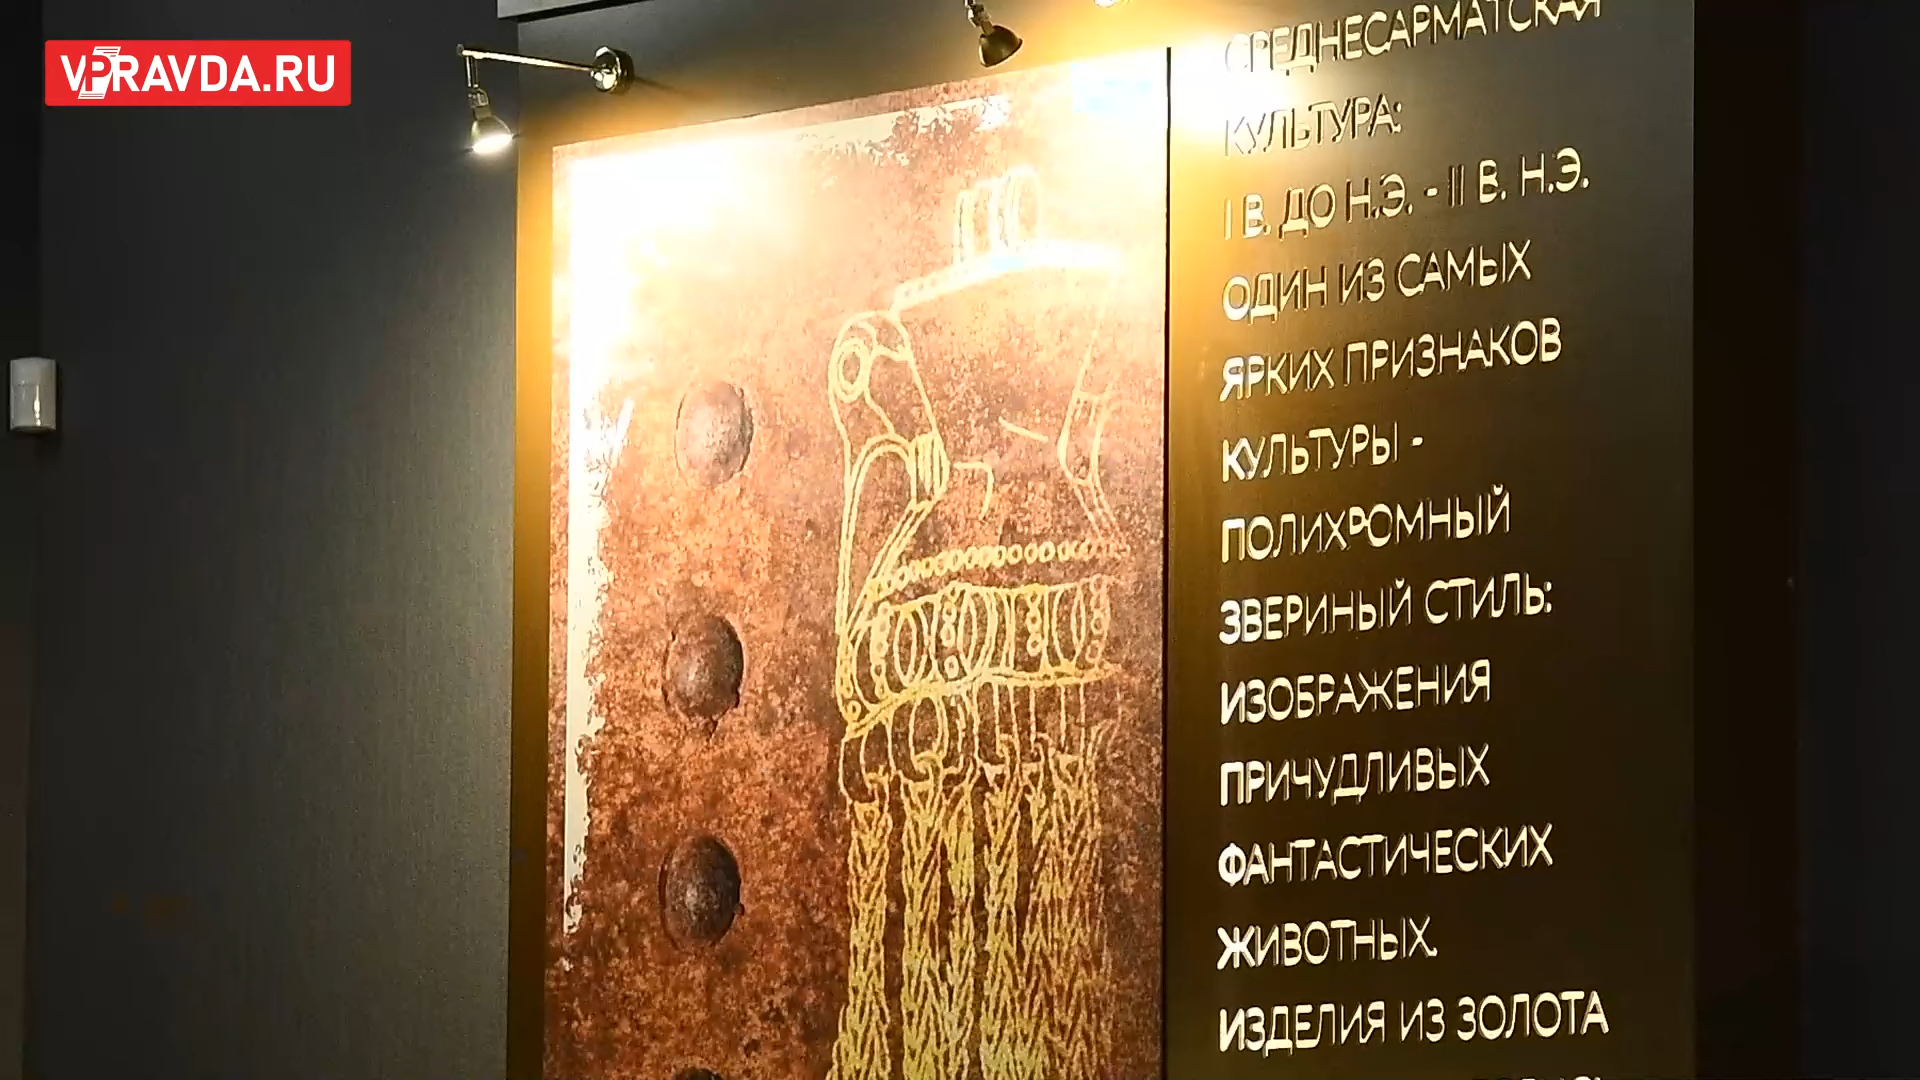 VPRAVDA.RU
СРЕДНЕСАРМАТСКАЯ
КУЛЬТУРА:
I В. ДО Н.Э. - II В. Н.Э.
ОДИН ИЗ САМЫХ
ЯРКИХ ПРИЗНАКОВ
КУЛЬТУРЫ -
ПОЛИХРОМНЫЙ
ЗВЕРИНЫЙ СТИЛЬ:
ИЗОБРАЖЕНИЯ
ПРИЧУДЛИВЫХ
ФАНТАСТИЧЕСКИХ
ЖИВОТНЫХ.
ИЗДЕЛИЯ ИЗ ЗОЛОТА